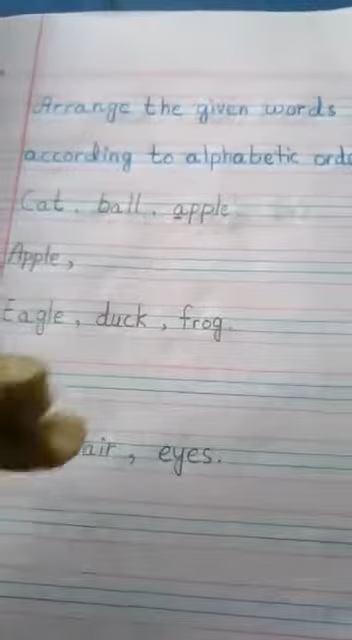 Arrange the given words
according to alphabetic
Cat, ball, apple
Apple,
Eagle, duck, frog.
eyes.